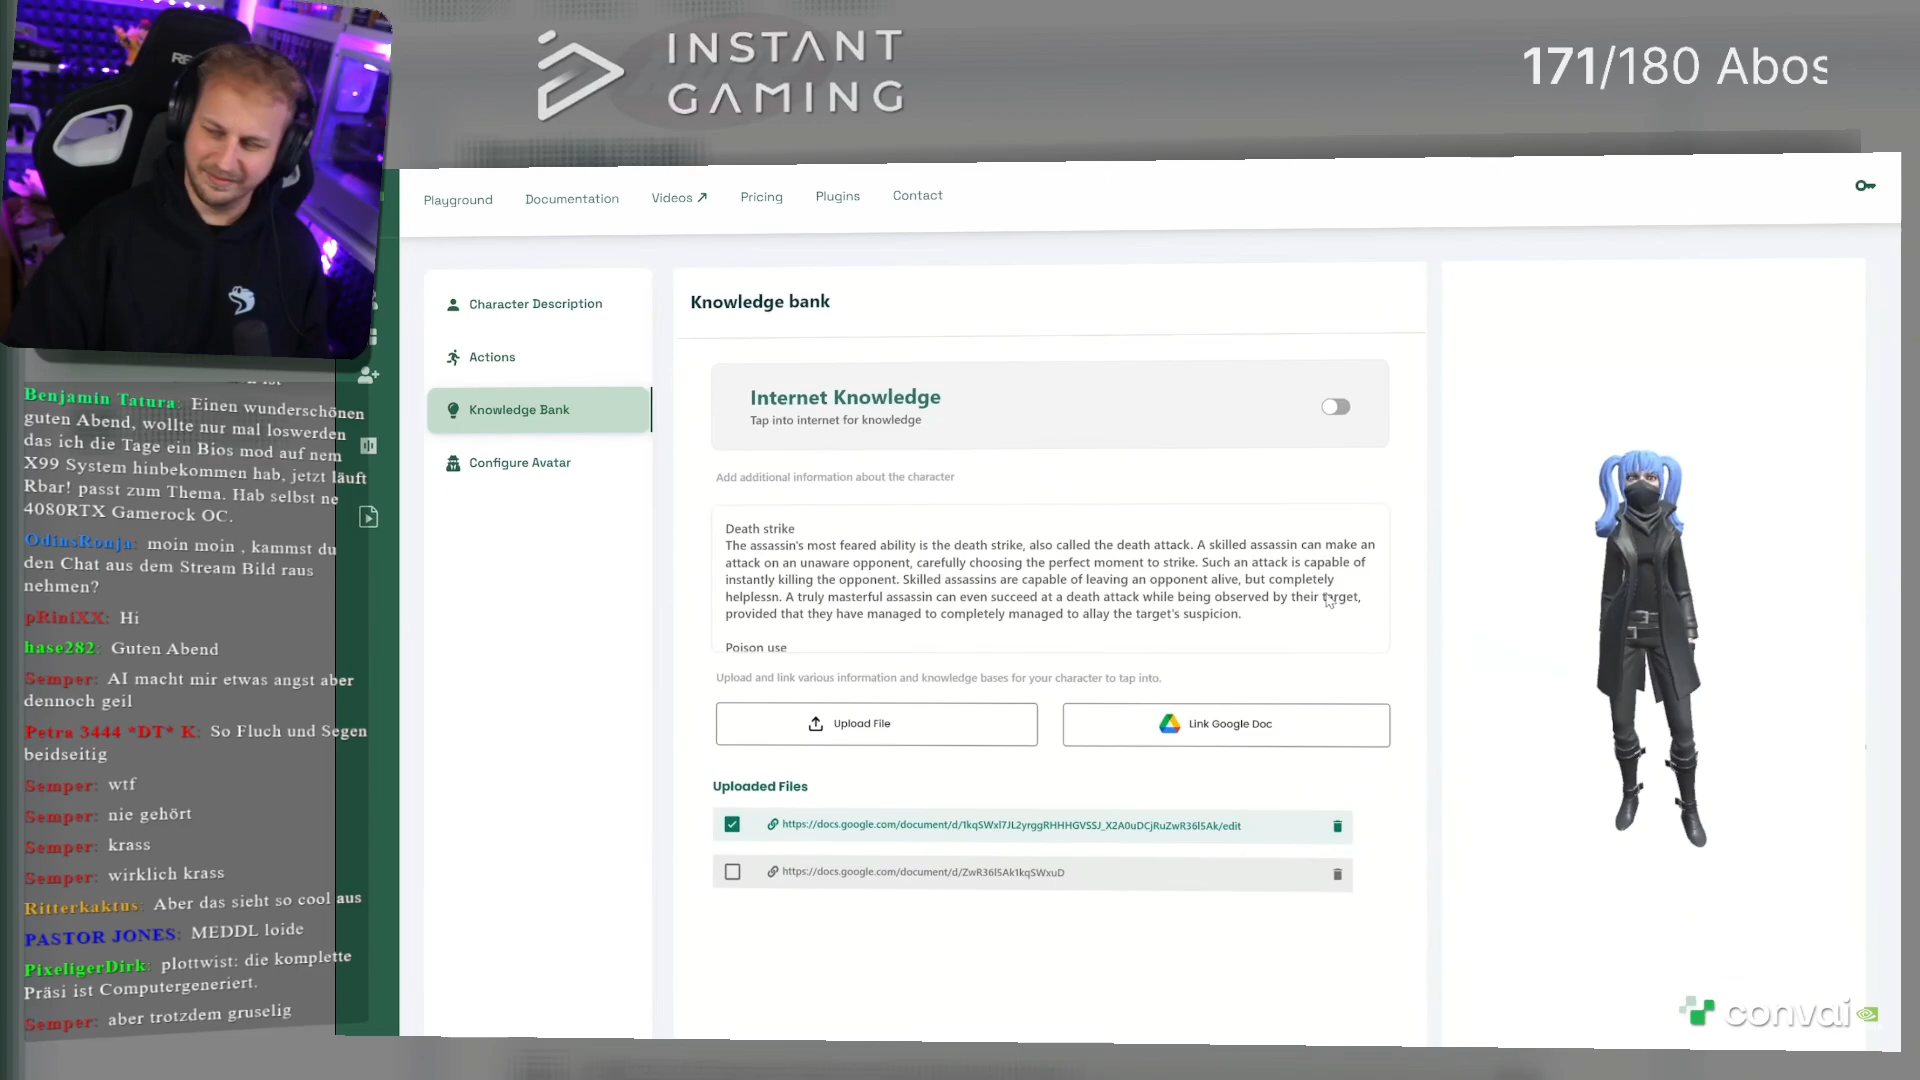 INSTANT
GAMING
171/180 Abos
Playground
Documentation
Videos ↗
Pricing
Plugins
Contact
Character Description
Actions
Knowledge Bank
Configure Avatar
Knowledge bank
Internet Knowledge
Tap into internet for knowledge
Add additional information about the character
Death strike
The assassin's most feared ability is the death strike, also called the death attack. A skilled assassin can make an
attack on an unaware opponent, carefully choosing the perfect moment to strike. Such an attack is capable of
instantly killing the opponent. Skilled assassins are capable of leaving an opponent alive, but completely
helplessn. A truly masterful assassin can even succeed at a death attack while being observed by their target,
provided that they have managed to completely managed to allay the target's suspicion.
Poison use
Upload and link various information and knowledge bases for your character to tap into.
Upload File
Link Google Doc
Uploaded Files
https://docs.google.com/document/d/1kqSWxl7JL2yrggRHHHGVSSJ_X2A0uDCjRuZwR36l5Ak/edit
https://docs.google.com/document/d/ZwR36l5Ak1kqSWxuD
convai
Benjamin Tatura: Einen wunderschönen
guten Abend, wollte nur mal loswerden
das ich die Tage ein Bios mod auf nem
X99 System hinbekommen hab, jetzt läuft
Rbar! passt zum Thema. Hab selbst ne
4080RTX Gamerock OC.
OdinsRonja: moin moin , kammst du
den Chat aus dem Stream Bild raus
nehmen?
pRiniXX: Hi
hase282: Guten Abend
Semper: AI macht mir etwas angst aber
dennoch geil
Petra 3444 *DT* K: So Fluch und Segen
beidseitig
Semper: wtf
Semper: nie gehört
Semper: krass
Semper: wirklich krass
Ritterkaktus: Aber das sieht so cool aus
PASTOR JONES: MEDDL loide
PixeligerDirk: plottwist: die komplette
Präsi ist Computergeneriert.
Semper: aber trotzdem gruselig